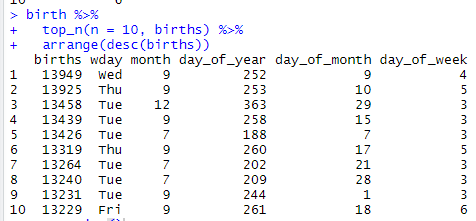 > birth %>%
+   top_n(n = 10, births) %>%
+   arrange(desc(births))
   births wday month day_of_year day_of_month day_of_week
1   13949  Wed     9         252            9           4
2   13925  Thu     9         253           10           5
3   13458  Tue    12         363           29           3
4   13439  Tue     9         258           15           3
5   13426  Tue     7         188            7           3
6   13319  Thu     9         260           17           5
7   13264  Tue     7         202           21           3
8   13240  Tue     7         209           28           3
9   13231  Tue     9         244            1           3
10  13229  Fri     9         261           18           6